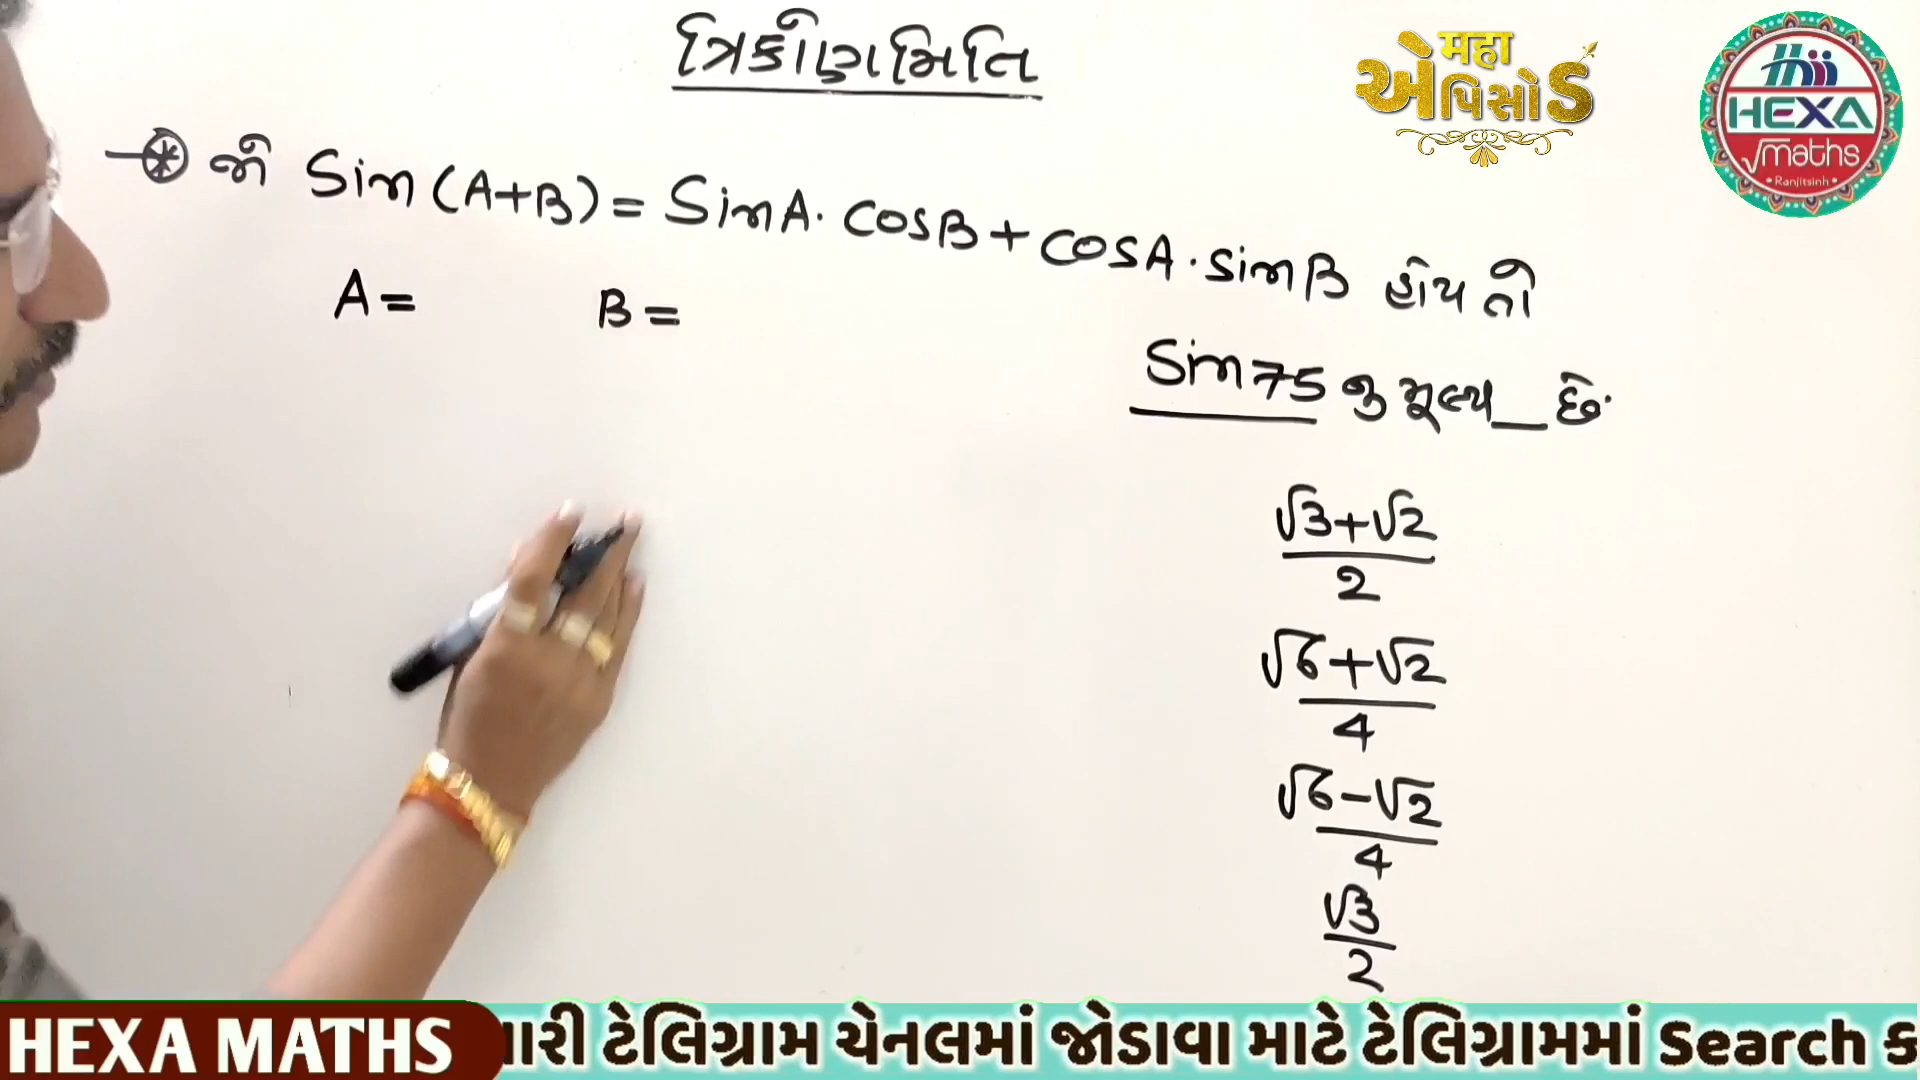 ત્રિકોણમિતિ
મહા
એપિસોડ
HEXA
√maths
• Ranjitsinh •
જો Sin(A+B) = SinA. COSB + COSA.SinB હોય તો
A= B=
Sin75 નું મૂલ્ય __ છે.
√3+√2
2
√6+√2
4
√6-√2
4
√3
2
HEXA MATHS
મારી ટેલિગ્રામ ચેનલમાં જોડાવા માટે ટેલિગ્રામમાં Search ક